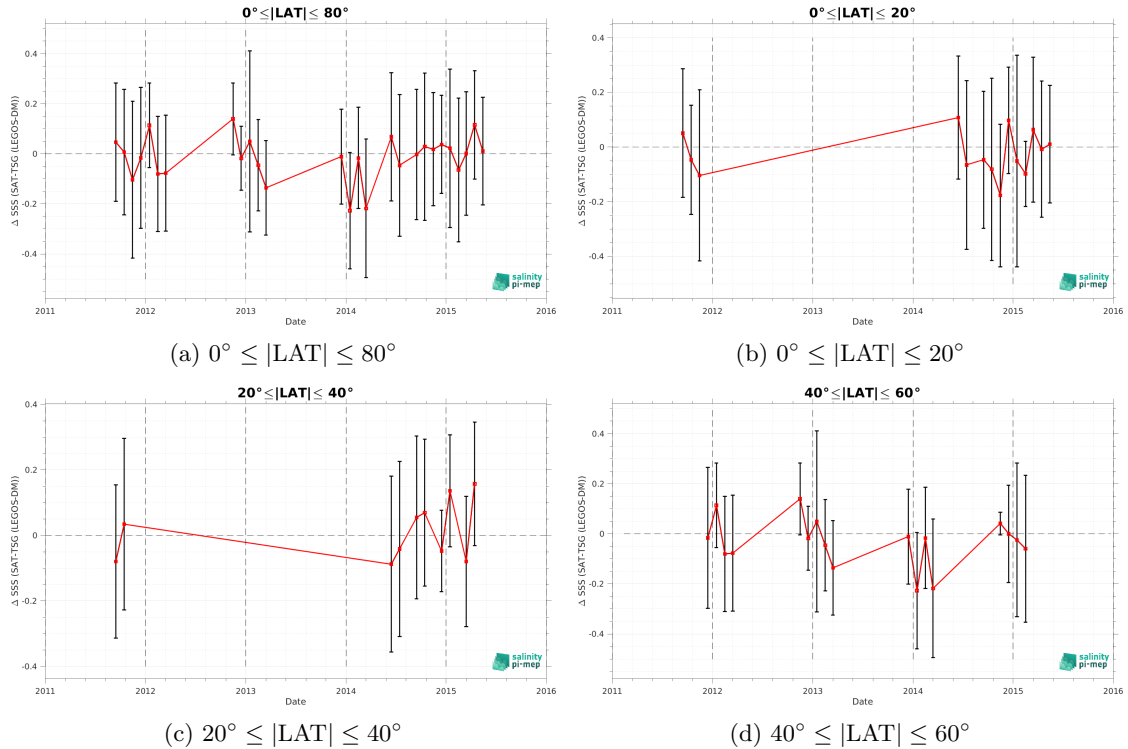 0°≤|LAT|≤ 80°
Δ SSS (SAT-TSG (LEGOS-DM))
0.4
0.2
0
-0.2
-0.4
2011 2012 2013 2014 2015 2016
Date
salinity
pi-mep
(a) 0° ≤ |LAT| ≤ 80°
0°≤|LAT|≤ 20°
Δ SSS (SAT-TSG (LEGOS-DM))
0.4
0.2
0
-0.2
-0.4
2011 2012 2013 2014 2015 2016
Date
salinity
pi-mep
(b) 0° ≤ |LAT| ≤ 20°
20°≤|LAT|≤ 40°
Δ SSS (SAT-TSG (LEGOS-DM))
0.4
0.2
0
-0.2
-0.4
2011 2012 2013 2014 2015 2016
Date
salinity
pi-mep
(c) 20° ≤ |LAT| ≤ 40°
40°≤|LAT|≤ 60°
Δ SSS (SAT-TSG (LEGOS-DM))
0.4
0.2
0
-0.2
-0.4
2011 2012 2013 2014 2015 2016
Date
salinity
pi-mep
(d) 40° ≤ |LAT| ≤ 60°